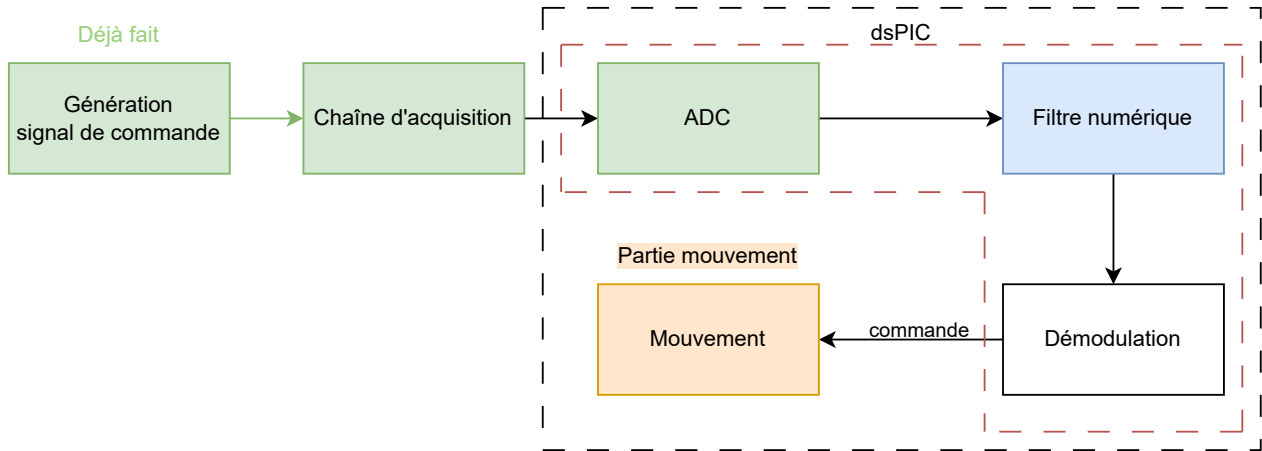 Déjà fait
dsPIC
Génération
signal de commande
Chaîne d'acquisition
ADC
Filtre numérique
Partie mouvement
Mouvement
commande
Démodulation